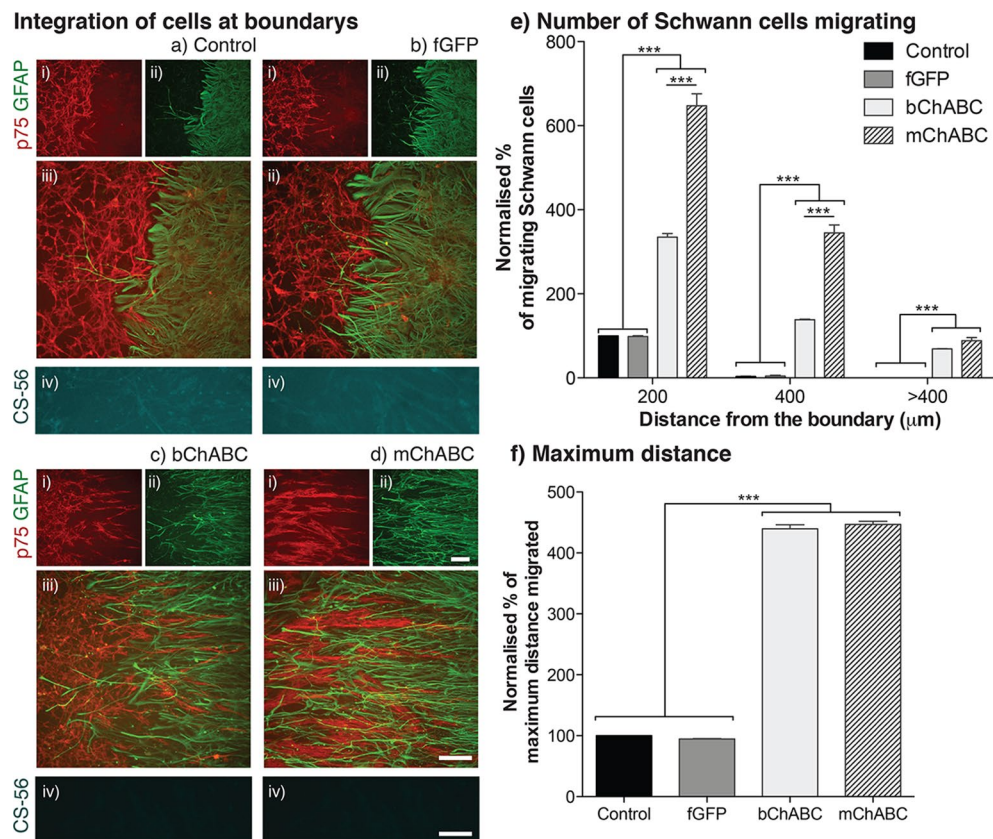 Integration of cells at boundarys
a) Control
b) fGFP
p75 GFAP
i)
ii)
i)
ii)
iii)
ii)
CS-56
iv)
iv)
c) bChABC
d) mChABC
p75 GFAP
i)
ii)
i)
ii)
iii)
iii)
CS-56
iv)
iv)
e) Number of Schwann cells migrating
Normalised %
of migrating Schwann cells
800
600
400
200
0
***
***
***
***
***
Control
fGFP
bChABC
mChABC
200
400
>400
Distance from the boundary (μm)
f) Maximum distance
Normalised % of
maximum distance migrated
500
400
300
200
100
0
***
Control
fGFP
bChABC
mChABC